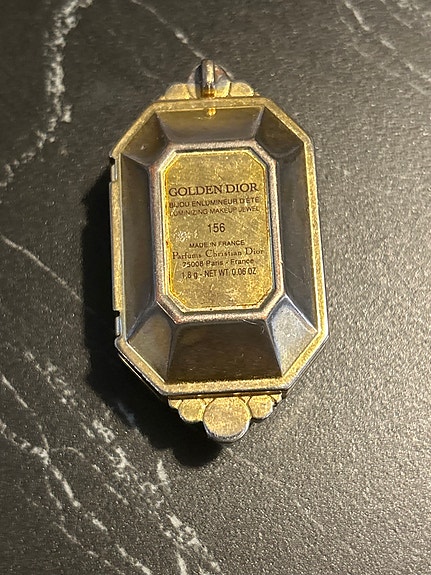 GOLDEN DIOR
BIJOU ENLUMINEUR D'ÉTÉ
LUMINIZING MAKEUP JEWEL
156
MADE IN FRANCE
Parfums Christian Dior
75008 Paris - France
1,8 g - NET WT. 0.06 OZ